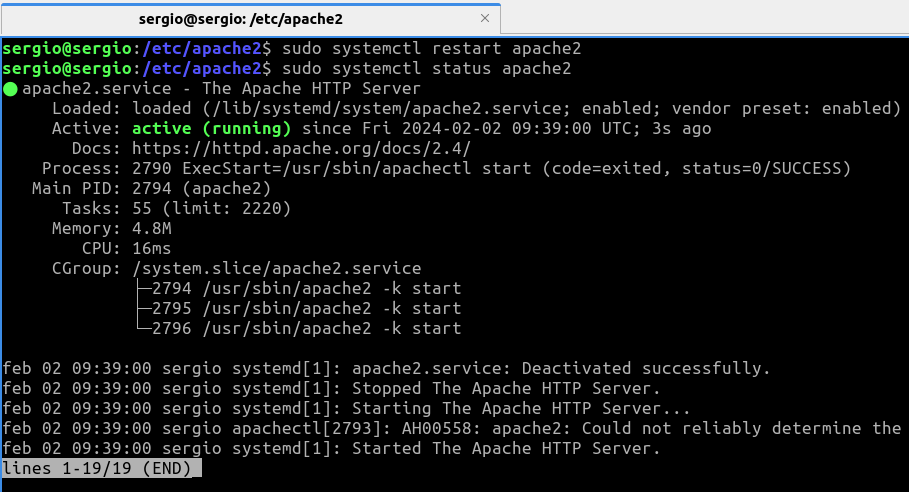 sergio@sergio: /etc/apache2 ×
sergio@sergio:/etc/apache2$ sudo systemctl restart apache2
sergio@sergio:/etc/apache2$ sudo systemctl status apache2
● apache2.service - The Apache HTTP Server
     Loaded: loaded (/lib/systemd/system/apache2.service; enabled; vendor preset: enabled)
     Active: active (running) since Fri 2024-02-02 09:39:00 UTC; 3s ago
       Docs: https://httpd.apache.org/docs/2.4/
    Process: 2790 ExecStart=/usr/sbin/apachectl start (code=exited, status=0/SUCCESS)
   Main PID: 2794 (apache2)
      Tasks: 55 (limit: 2220)
     Memory: 4.8M
        CPU: 16ms
     CGroup: /system.slice/apache2.service
             ├─2794 /usr/sbin/apache2 -k start
             ├─2795 /usr/sbin/apache2 -k start
             └─2796 /usr/sbin/apache2 -k start

feb 02 09:39:00 sergio systemd[1]: apache2.service: Deactivated successfully.
feb 02 09:39:00 sergio systemd[1]: Stopped The Apache HTTP Server.
feb 02 09:39:00 sergio systemd[1]: Starting The Apache HTTP Server...
feb 02 09:39:00 sergio apachectl[2793]: AH00558: apache2: Could not reliably determine the
feb 02 09:39:00 sergio systemd[1]: Started The Apache HTTP Server.
lines 1-19/19 (END)